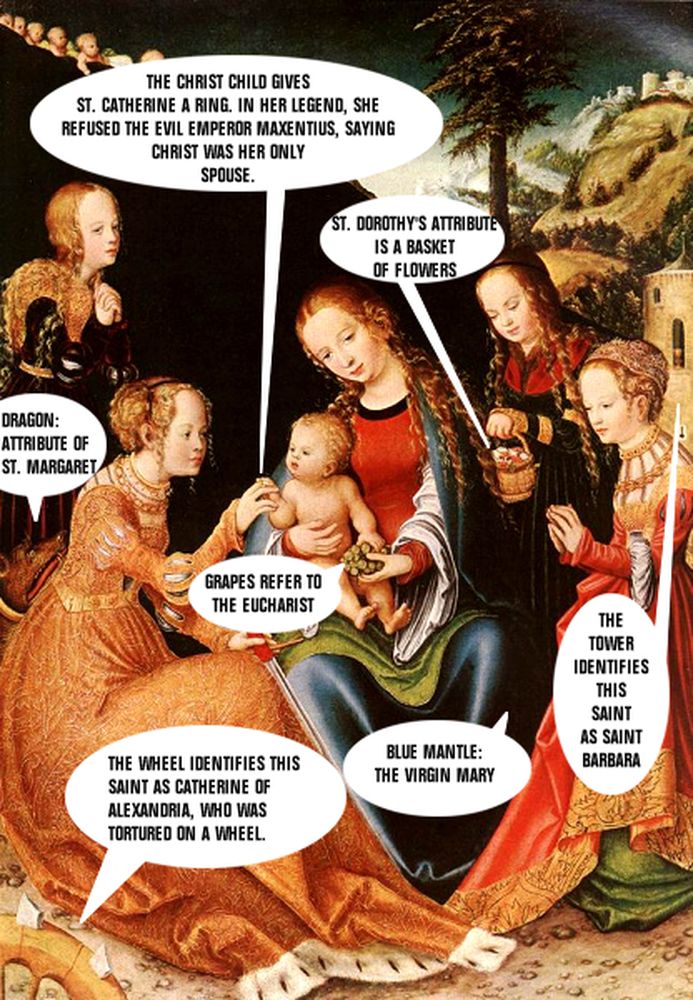 THE CHRIST CHILD GIVES
ST. CATHERINE A RING. IN HER LEGEND, SHE
REFUSED THE EVIL EMPEROR MAXENTIUS, SAYING
CHRIST WAS HER ONLY
SPOUSE.
ST. DOROTHY'S ATTRIBUTE
IS A BASKET
OF FLOWERS
DRAGON:
ATTRIBUTE OF
ST. MARGARET
GRAPES REFER TO
THE EUCHARIST
THE
TOWER
IDENTIFIES
THIS
SAINT
AS SAINT
BARBARA
BLUE MANTLE:
THE VIRGIN MARY
THE WHEEL IDENTIFIES THIS
SAINT AS CATHERINE OF
ALEXANDRIA, WHO WAS
TORTURED ON A WHEEL.